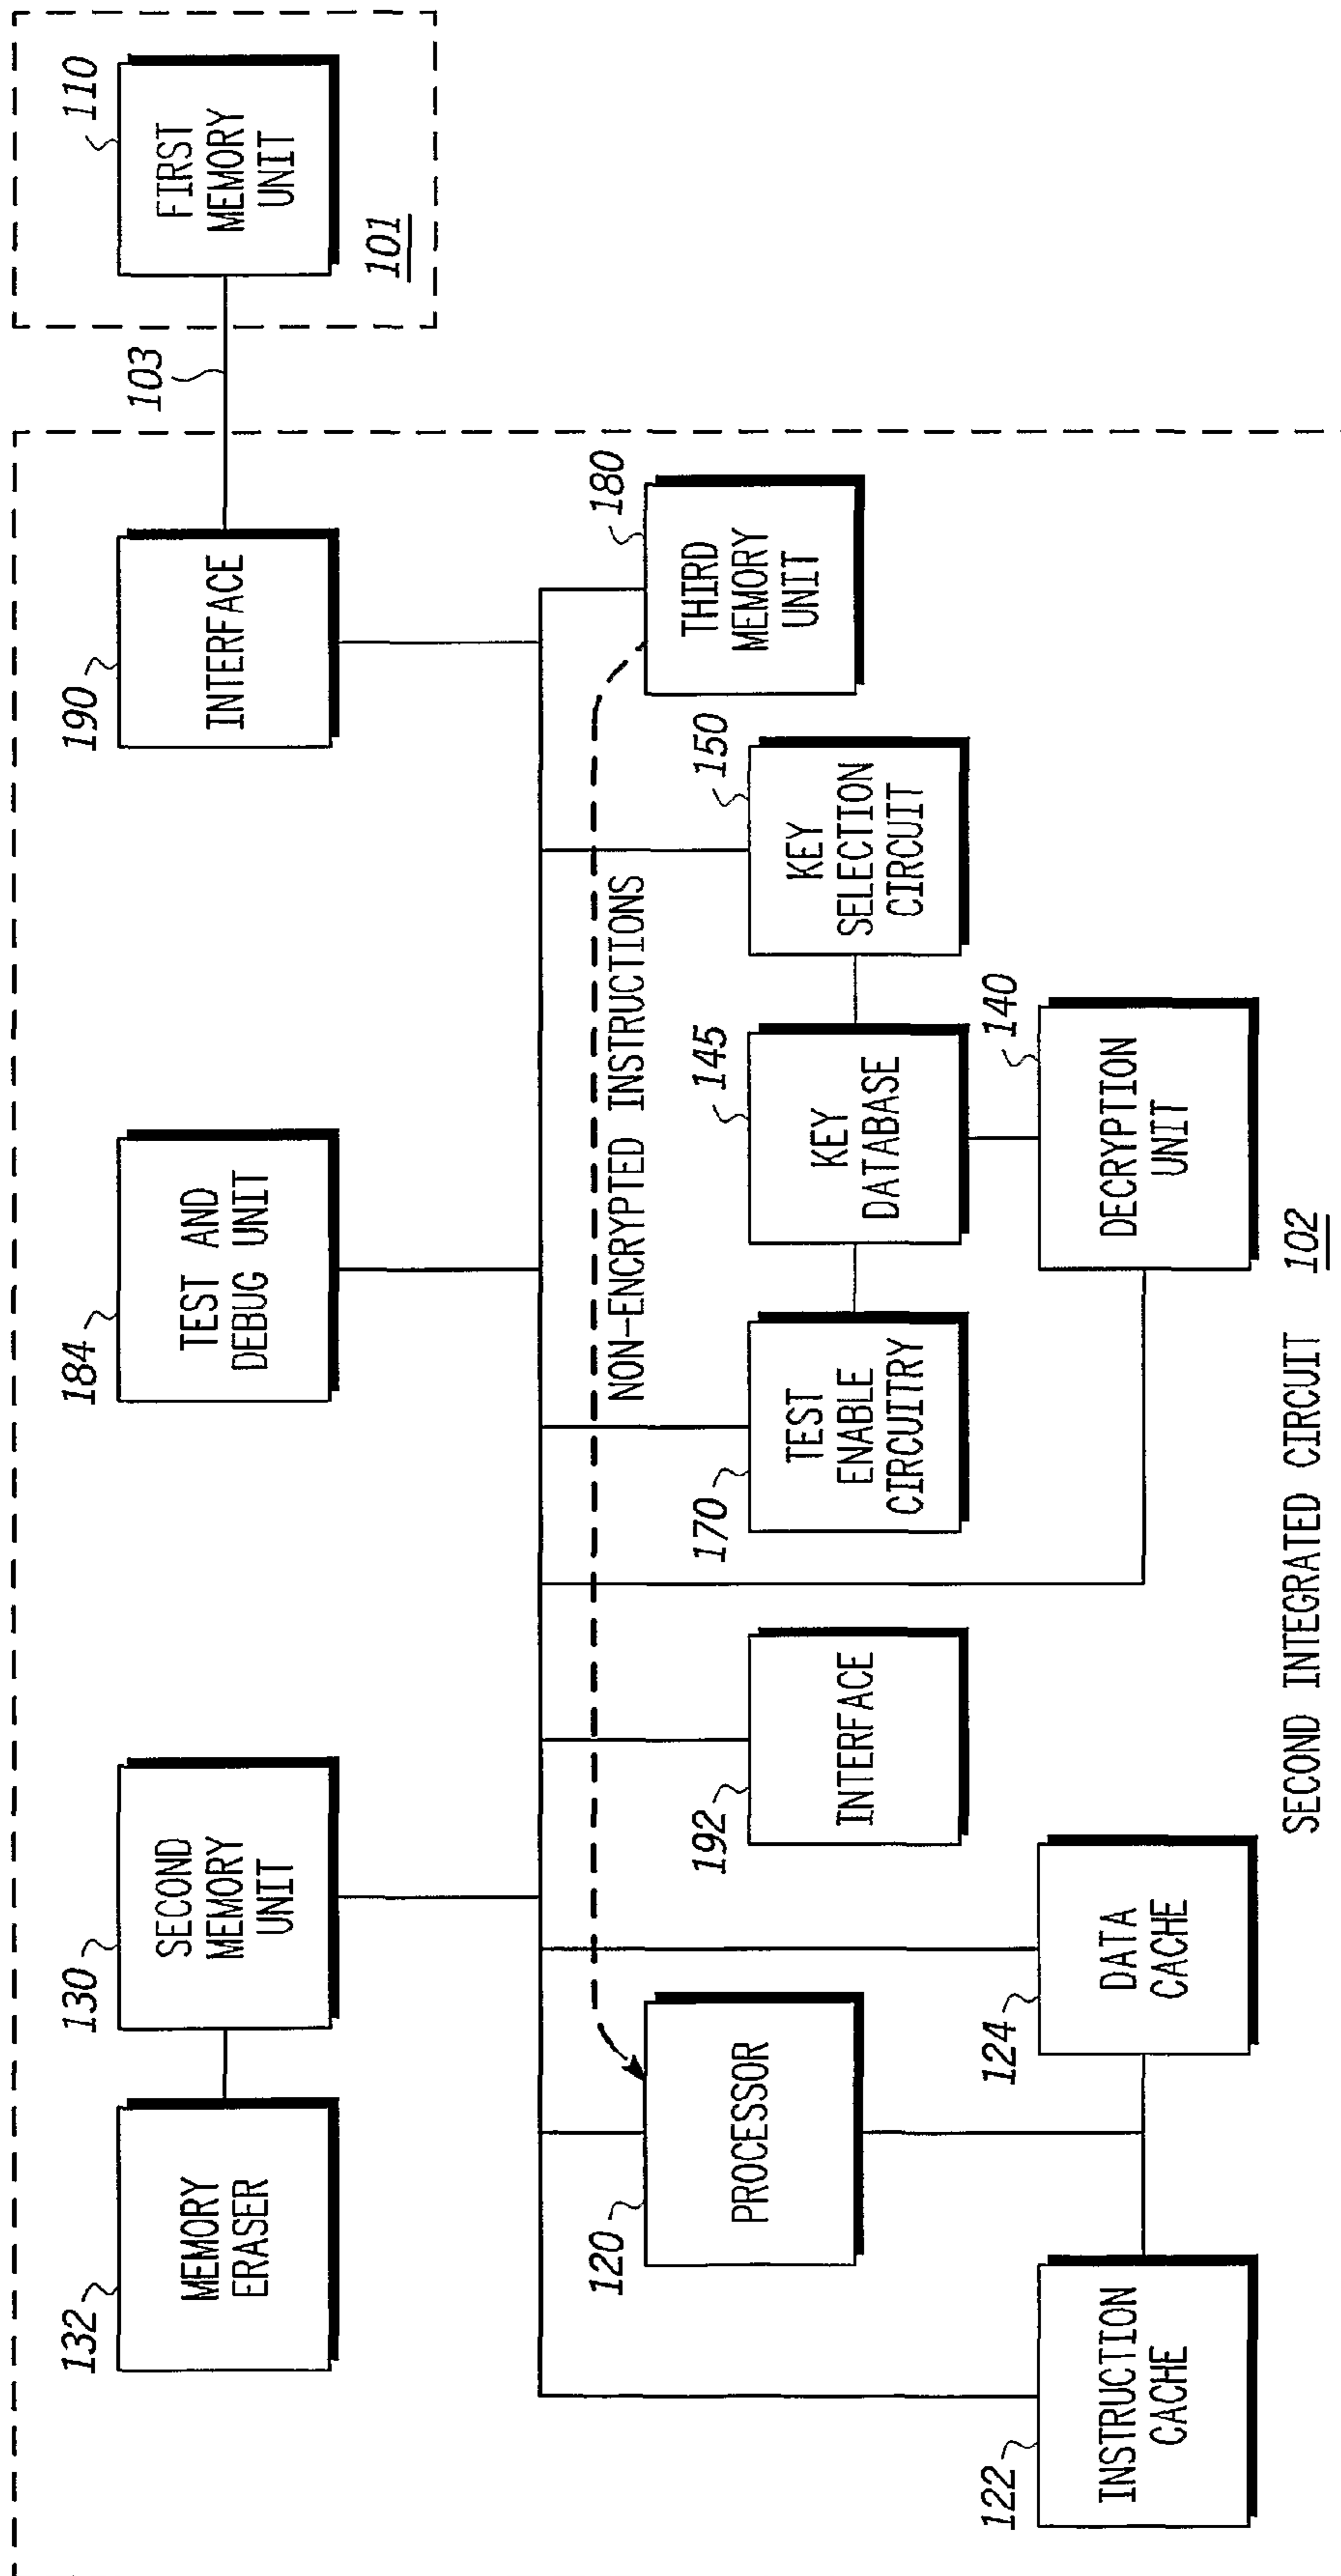 132
MEMORY
ERASER
130
SECOND
MEMORY
UNIT
184
TEST AND
DEBUG UNIT
190
INTERFACE
103
110
FIRST
MEMORY
UNIT
101
NON-ENCRYPTED INSTRUCTIONS
120
PROCESSOR
180
THIRD
MEMORY
UNIT
192
INTERFACE
170
TEST
ENABLE
CIRCUITRY
145
KEY
DATABASE
150
KEY
SELECTION
CIRCUIT
122
INSTRUCTION
CACHE
124
DATA
CACHE
140
DECRYPTION
UNIT
SECOND INTEGRATED CIRCUIT 102